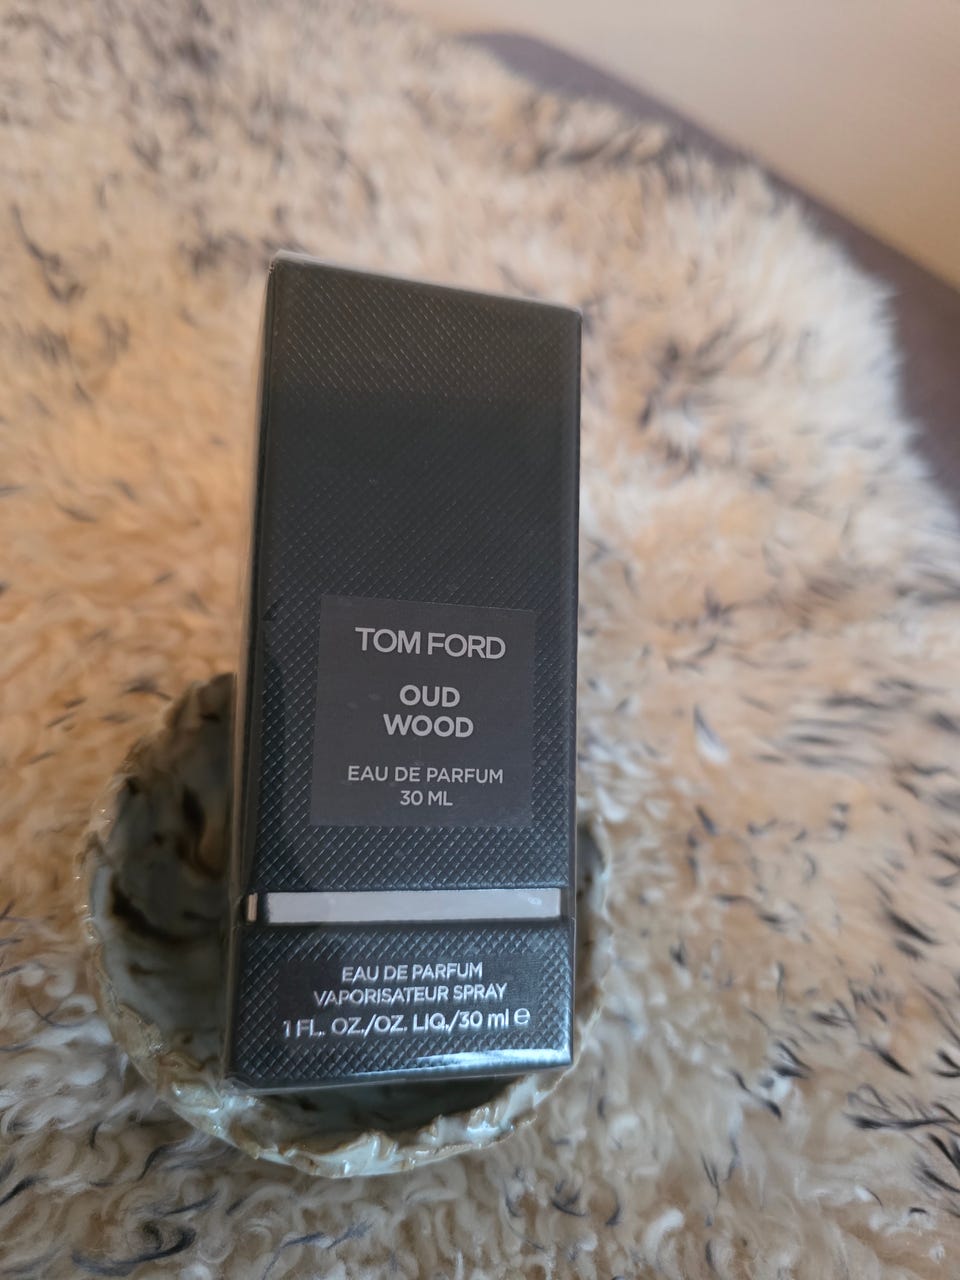 TOM FORD
OUD
WOOD
EAU DE PARFUM
30 ML
EAU DE PARFUM
VAPORISATEUR SPRAY
1 FL. OZ./OZ. LIQ./30 ml ℮